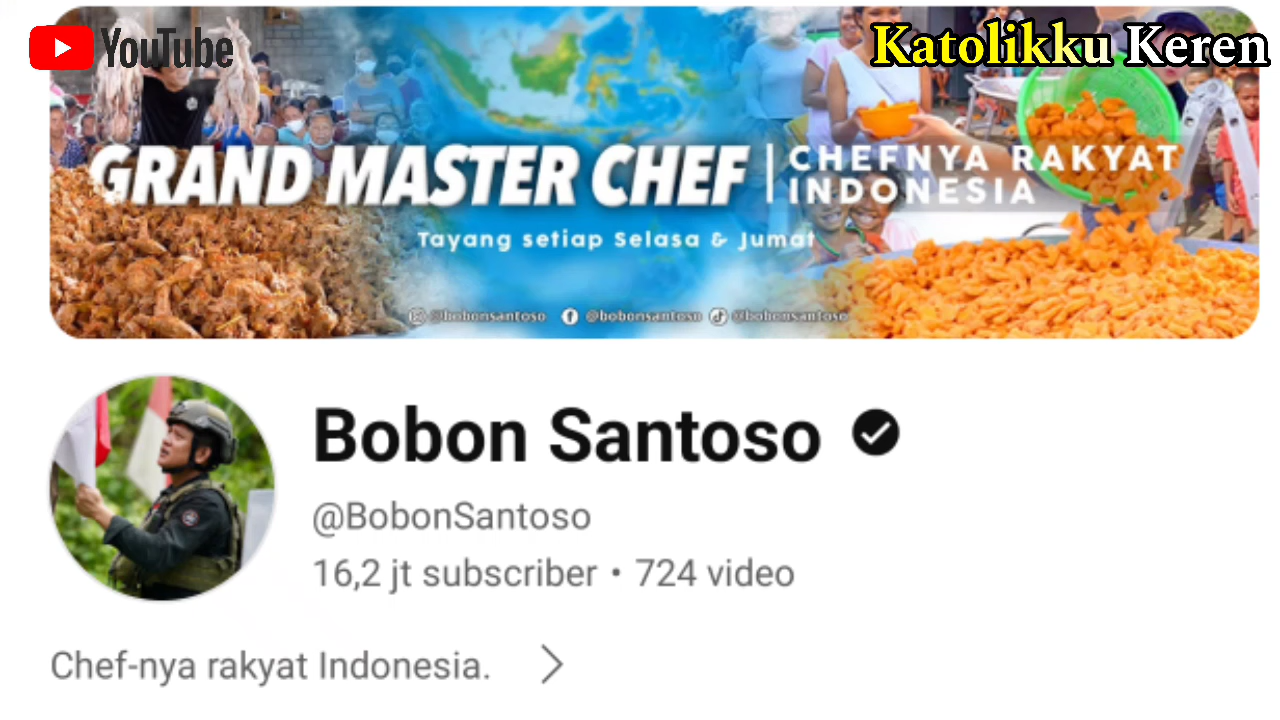 YouTube
Katolikku Keren
GRAND MASTER CHEF
CHEFNYA RAKYAT
INDONESIA
Tayang setiap Selasa & Jumat
@bobonsantoso @bobonsantoso @bobonsantoso
Bobon Santoso
@BobonSantoso
16,2 jt subscriber • 724 video
Chef-nya rakyat Indonesia.